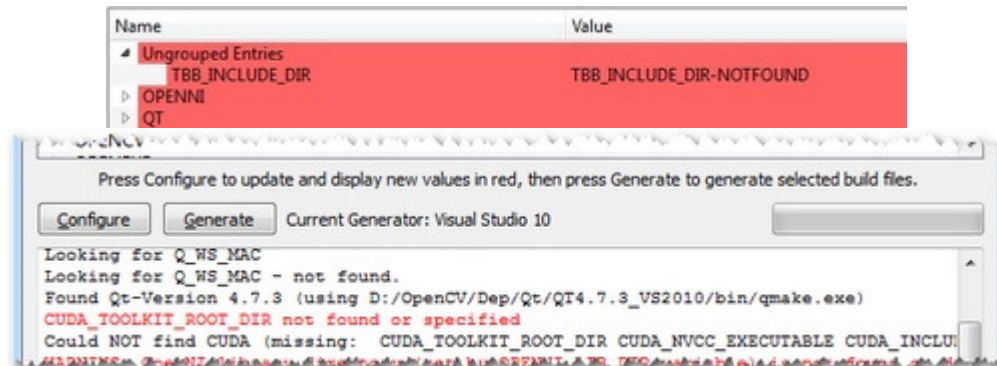 Name Value
Ungrouped Entries
TBB_INCLUDE_DIR TBB_INCLUDE_DIR-NOTFOUND
OPENNI
QT
Press Configure to update and display new values in red, then press Generate to generate selected build files.
Configure Generate Current Generator: Visual Studio 10
Looking for Q_WS_MAC
Looking for Q_WS_MAC - not found.
Found Qt-Version 4.7.3 (using D:/OpenCV/Dep/Qt/QT4.7.3_VS2010/bin/qmake.exe)
CUDA_TOOLKIT_ROOT_DIR not found or specified
Could NOT find CUDA (missing: CUDA_TOOLKIT_ROOT_DIR CUDA_NVCC_EXECUTABLE CUDA_INCLU